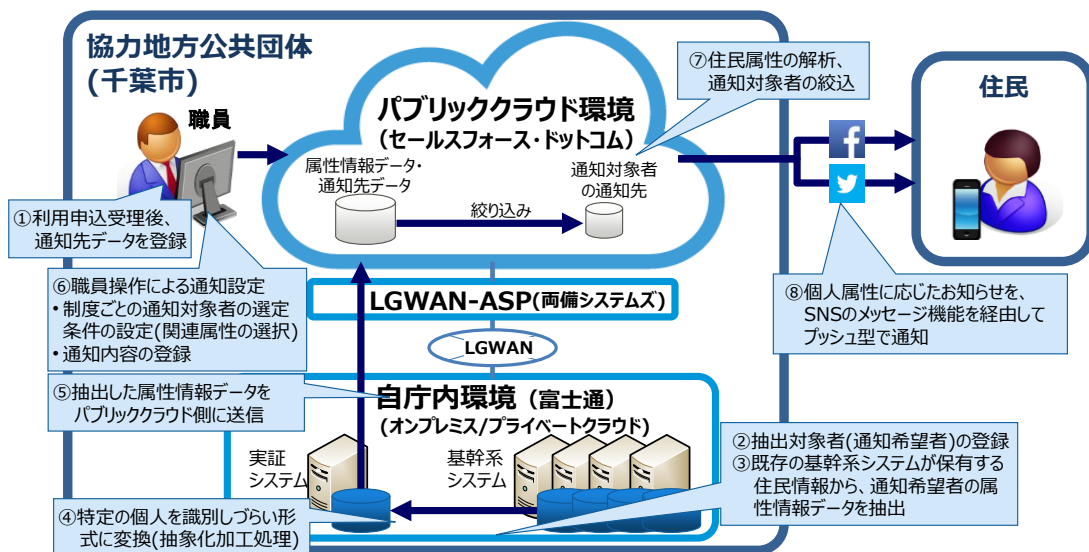 協力地方公共団体
(千葉市)
職員
パブリッククラウド環境
(セールスフォース・ドットコム)
属性情報データ・
通知先データ
通知対象者
の通知先
絞り込み
⑦住民属性の解析、
通知対象者の絞込
住民
①利用申込受理後、
通知先データを登録
⑥職員操作による通知設定
・制度ごとの通知対象者の選定
条件の設定(関連属性の選択)
・通知内容の登録
LGWAN-ASP(両備システムズ)
LGWAN
⑧個人属性に応じたお知らせを、
SNSのメッセージ機能を経由して
プッシュ型で通知
⑤抽出した属性情報データを
パブリッククラウド側に送信
自庁内環境（富士通）
(オンプレミス/プライベートクラウド)
実証
システム
基幹系
システム
②抽出対象者(通知希望者)の登録
③既存の基幹系システムが保有する
住民情報から、通知希望者の属
性情報データを抽出
④特定の個人を識別しづらい形
式に変換(抽象化加工処理)